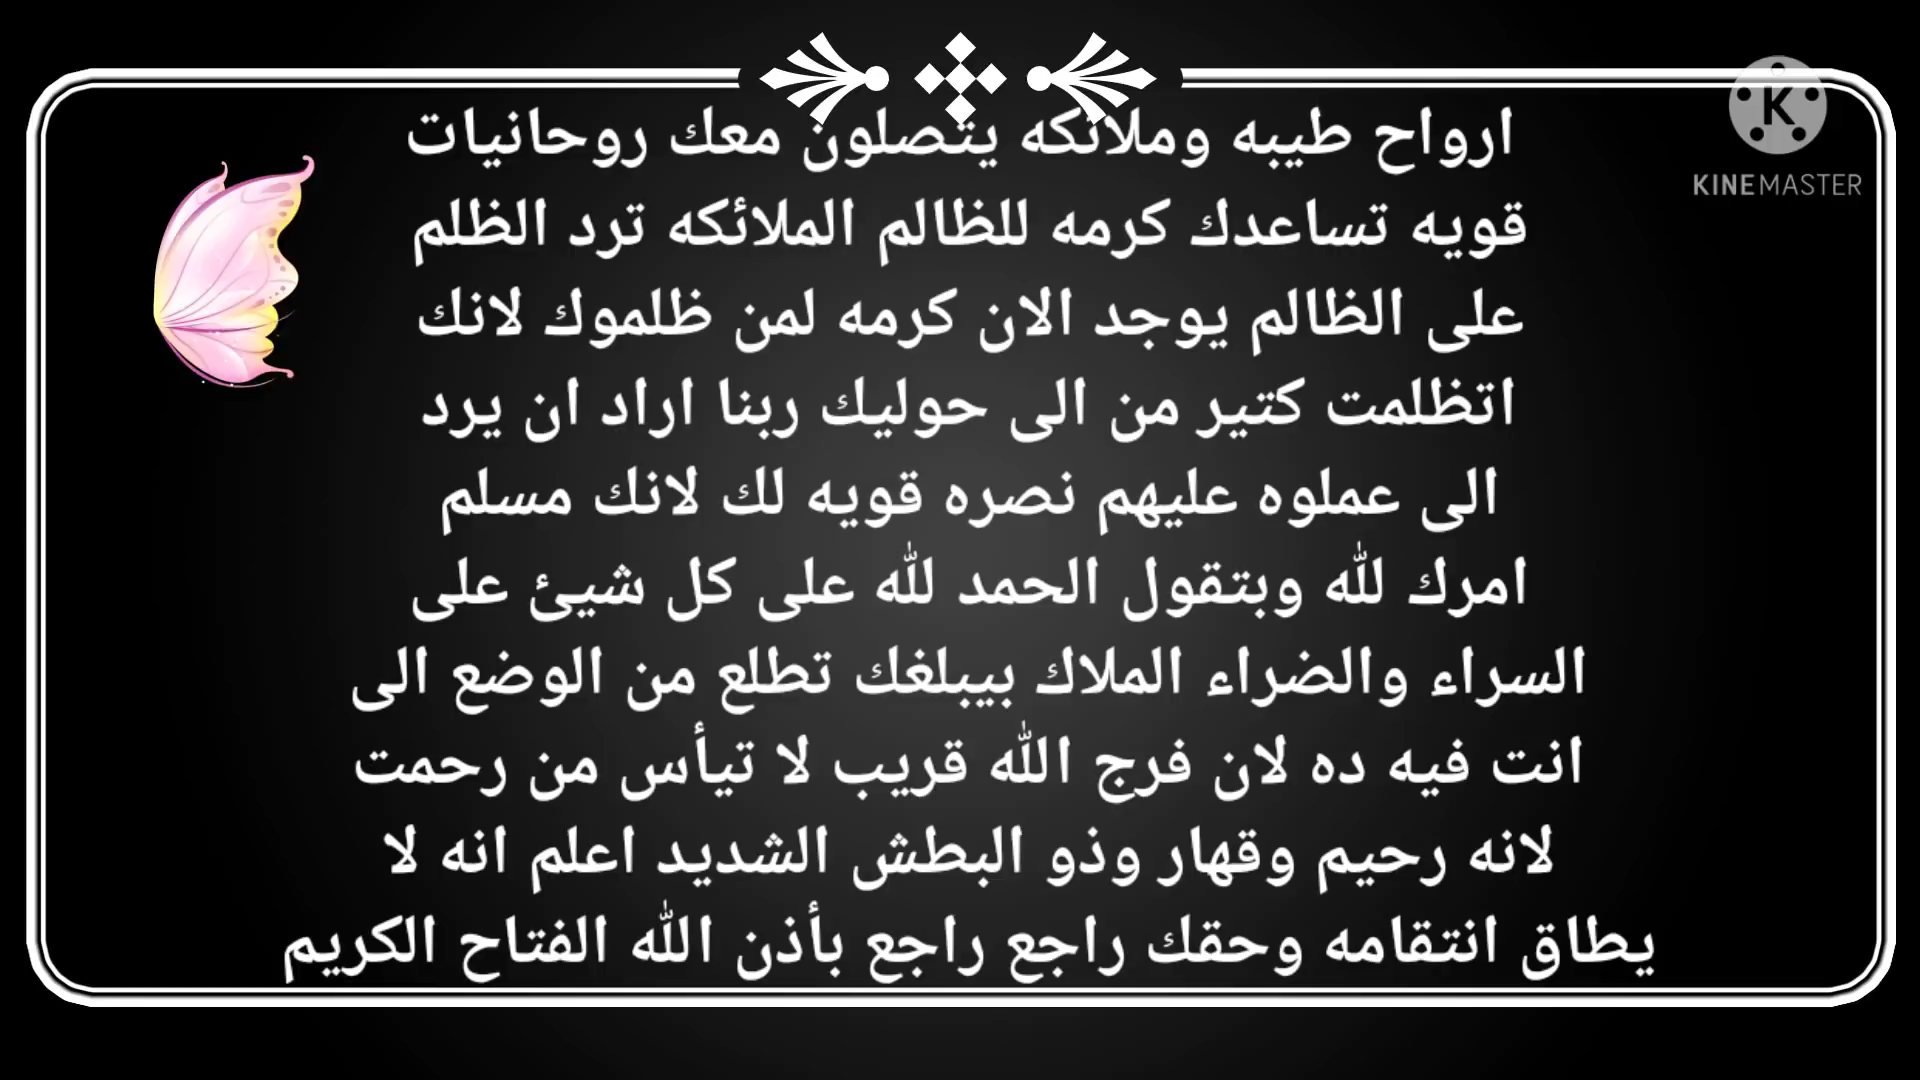 ارواح طيبه وملائكه يتصلون معك روحانيات
قويه تساعدك كرمه للظالم الملائكه ترد الظلم
على الظالم يوجد الان كرمه لمن ظلموك لانك
اتظلمت كتير من الى حوليك ربنا اراد ان يرد
الى عملوه عليهم نصره قويه لك لانك مسلم
امرك لله وبتقول الحمد لله على كل شيئ على
السراء والضراء الملاك بيبلغك تطلع من الوضع الى
انت فيه ده لان فرج الله قريب لا تيأس من رحمت
لانه رحيم وقهار وذو البطش الشديد اعلم انه لا
يطاق انتقامه وحقك راجع راجع بأذن الله الفتاح الكريم
K
KINEMASTER